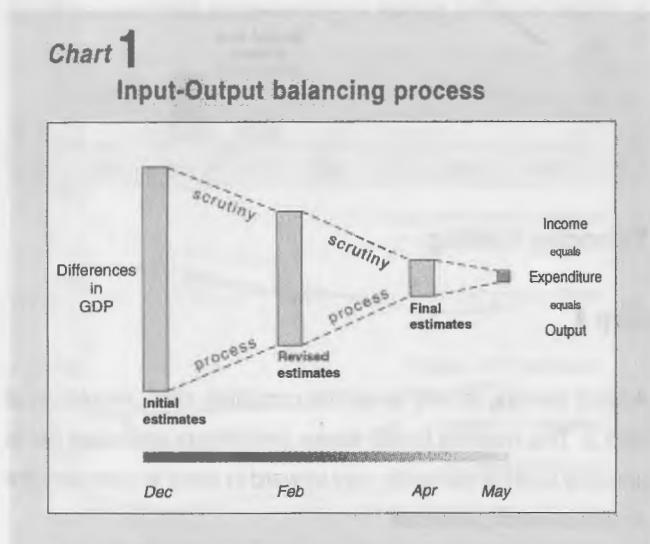 Chart 1
Input-Output balancing process
scrutiny
scrutiny
Differences
in
GDP
Income
equals
Expenditure
equals
Output
process
process
Initial
estimates
Revised
estimates
Final
estimates
Dec Feb Apr May